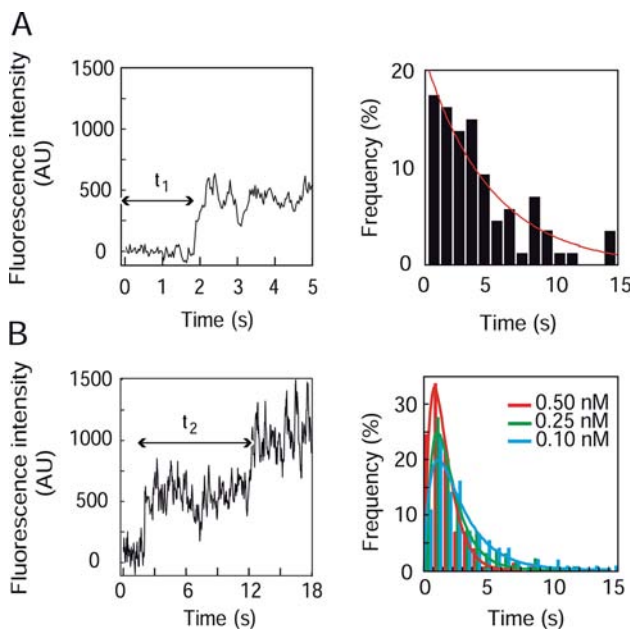 A
Fluorescence intensity
(AU)
1500
1000
500
0
t1
0 1 2 3 4 5
Time (s)
Frequency (%)
20
10
0
0 5 10 15
Time (s)
B
Fluorescence intensity
(AU)
1500
1000
500
0
t2
0 6 12 18
Time (s)
Frequency (%)
30
20
10
0
0.50 nM
0.25 nM
0.10 nM
0 5 10 15
Time (s)